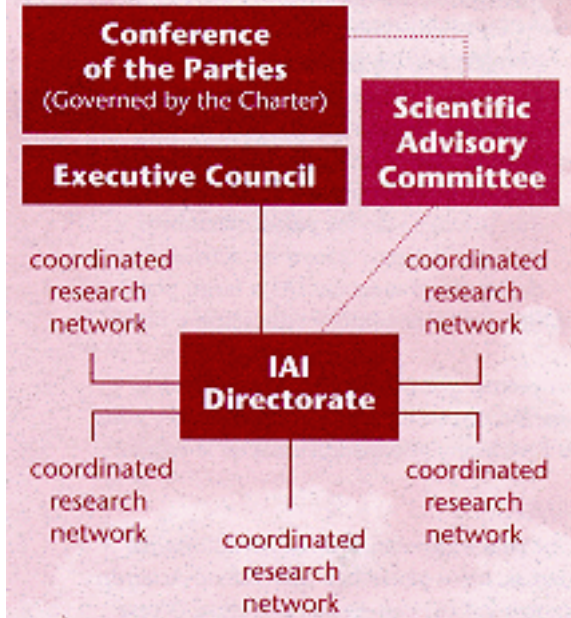 Conference
of the Parties
(Governed by the Charter)
Scientific
Advisory
Committee
Executive Council
coordinated
research
network
coordinated
research
network
IAI
Directorate
coordinated
research
network
coordinated
research
network
coordinated
research
network